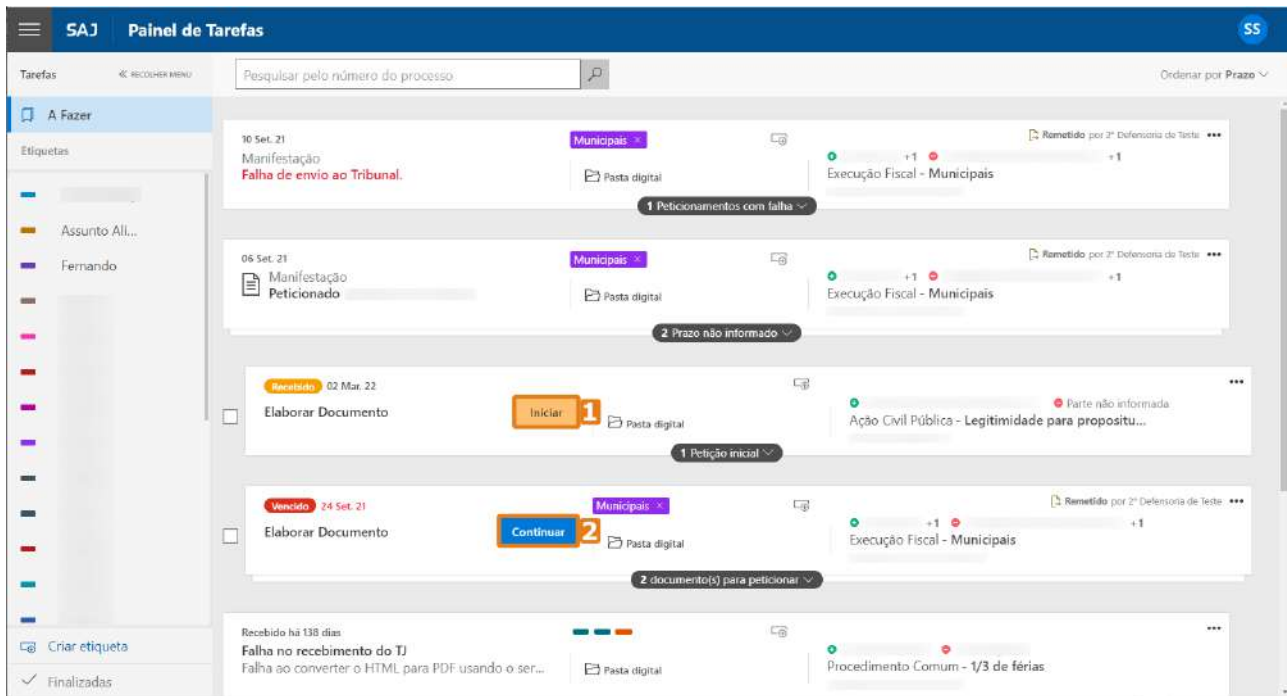 SAJ Painel de Tarefas SS
Tarefas RECOLHER MENU
Pesquisar pelo número do processo
Ordenar por Prazo
A Fazer
Etiquetas
Assunto Ali...
Fernando
Criar etiqueta
Finalizadas
10 Set. 21
Municipais ×
Remetido por 2ª Defensoria de Teste •••
Manifestação
Falha de envio ao Tribunal.
Pasta digital
+1 +1
Execução Fiscal - Municipais
1 Peticionamentos com falha
06 Set. 21
Municipais ×
Remetido por 2ª Defensoria de Teste •••
Manifestação
Peticionado
Pasta digital
+1 +1
Execução Fiscal - Municipais
2 Prazo não informado
Recebido 02 Mar. 22
•••
Elaborar Documento
Iniciar 1
Pasta digital
Parte não informada
Ação Civil Pública - Legitimidade para propositu...
1 Petição inicial
Vencido 24 Set. 21
Municipais ×
Remetido por 2ª Defensoria de Teste •••
Elaborar Documento
Continuar 2
Pasta digital
+1 +1
Execução Fiscal - Municipais
2 documento(s) para peticionar
Recebido há 138 dias
•••
Falha no recebimento do TJ
Falha ao converter o HTML para PDF usando o ser...
Pasta digital
Procedimento Comum - 1/3 de férias